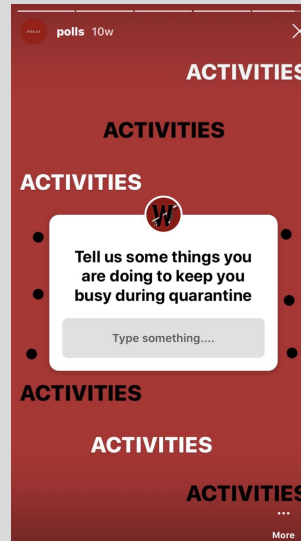 POLLS
polls 10w
ACTIVITIES
ACTIVITIES
ACTIVITIES
W
Tell us some things you
are doing to keep you
busy during quarantine
Type something....
ACTIVITIES
ACTIVITIES
ACTIVITIES
More